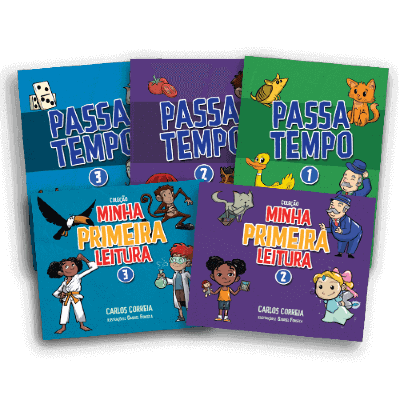 PASSA
TEMPO
3
PASSA
TEMPO
2
PASSA
TEMPO
1
COLEÇÃO
MINHA
PRIMEIRA
LEITURA
3
CARLOS CORREIA
COLEÇÃO
MINHA
PRIMEIRA
LEITURA
2
CARLOS CORREIA